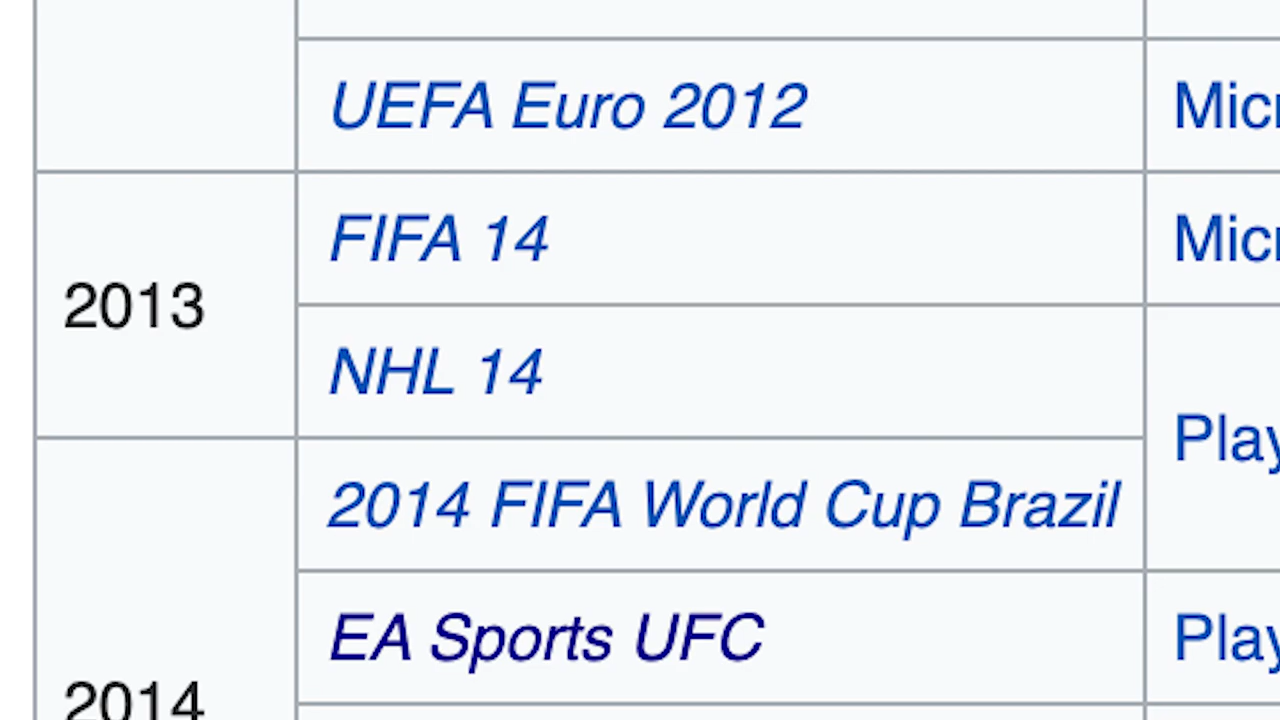 UEFA Euro 2012
FIFA 14
2013
NHL 14
2014 FIFA World Cup Brazil
EA Sports UFC
2014